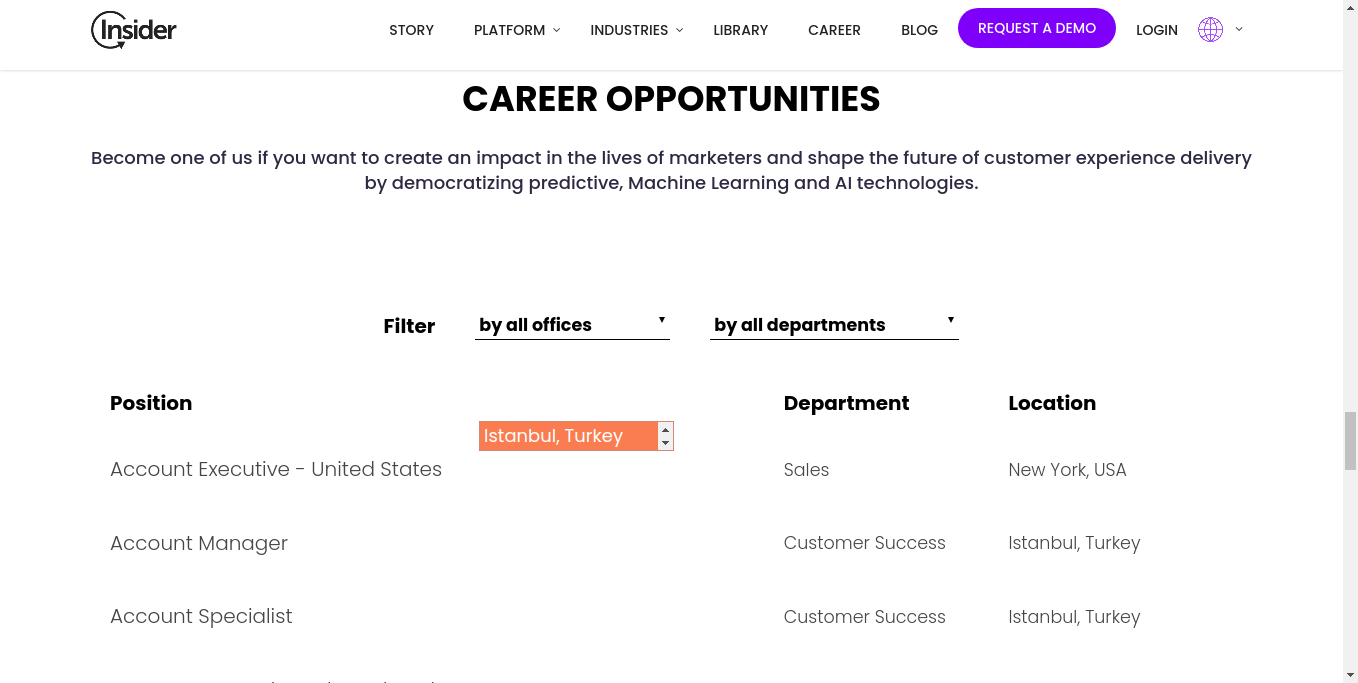 Insider
STORY PLATFORM INDUSTRIES LIBRARY CAREER BLOG REQUEST A DEMO LOGIN
CAREER OPPORTUNITIES
Become one of us if you want to create an impact in the lives of marketers and shape the future of customer experience delivery
by democratizing predictive, Machine Learning and AI technologies.
Filter by all offices by all departments
Position Department Location
Istanbul, Turkey
Account Executive - United States Sales New York, USA
Account Manager Customer Success Istanbul, Turkey
Account Specialist Customer Success Istanbul, Turkey